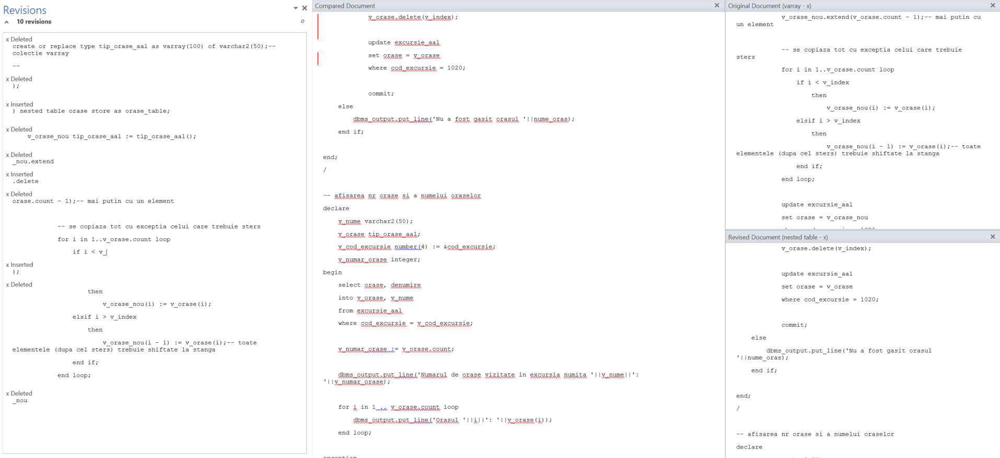 Revisions
10 revisions
x Deleted
create or replace type tip_orase_aal as varray(100) of varchar2(50);--
colectie varray
--
x Deleted
);
x Inserted
) nested table orase store as orase_table;
x Deleted
v_orase_nou tip_orase_aal := tip_orase_aal();
x Deleted
_nou.extend
x Inserted
.delete
x Deleted
orase.count - 1);-- mai putin cu un element
-- se copiaza tot cu exceptia celui care trebuie sters
for i in 1..v_orase.count loop
if i < v_
x Inserted
);
x Deleted
then
v_orase_nou(i) := v_orase(i);
elsif i > v_index
then
v_orase_nou(i - 1) := v_orase(i);-- toate
elementele (dupa cel sters) trebuie shiftate la stanga
end if;
end loop;
x Deleted
_nou
Compared Document
v_orase.delete(v_index);
update excursie_aal
set orase = v_orase
where cod_excursie = 1020;
commit;
else
dbms_output.put_line('Nu a fost gasit orasul '||nume_oras);
end if;
end;
/
-- afisarea nr orase si a numelui oraselor
declare
v_nume varchar2(50);
v_orase tip_orase_aal;
v_cod_excursie number(4) := &cod_excursie;
v_numar_orase integer;
begin
select orase, denumire
into v_orase, v_nume
from excursie_aal
where cod_excursie = v_cod_excursie;
v_numar_orase := v_orase.count;
dbms_output.put_line('Numarul de orase vizitate in excursia numita '||v_nume||':
'||v_numar_orase);
for i in 1 .. v_orase.count loop
dbms_output.put_line('Orasul '||i||': '||v_orase(i));
end loop;
exception
Original Document (varray - x)
v_orase_nou.extend(v_orase.count - 1);-- mai putin cu
un element
-- se copiaza tot cu exceptia celui care trebuie
sters
for i in 1..v_orase.count loop
if i < v_index
then
v_orase_nou(i) := v_orase(i);
elsif i > v_index
then
v_orase_nou(i - 1) := v_orase(i);-- toate
elementele (dupa cel sters) trebuie shiftate la stanga
end if;
end loop;
update excursie_aal
set orase = v_orase_nou
Revised Document (nested table - x)
v_orase.delete(v_index);
update excursie_aal
set orase = v_orase
where cod_excursie = 1020;
commit;
else
dbms_output.put_line('Nu a fost gasit orasul
'||nume_oras);
end if;
end;
/
-- afisarea nr orase si a numelui oraselor
declare